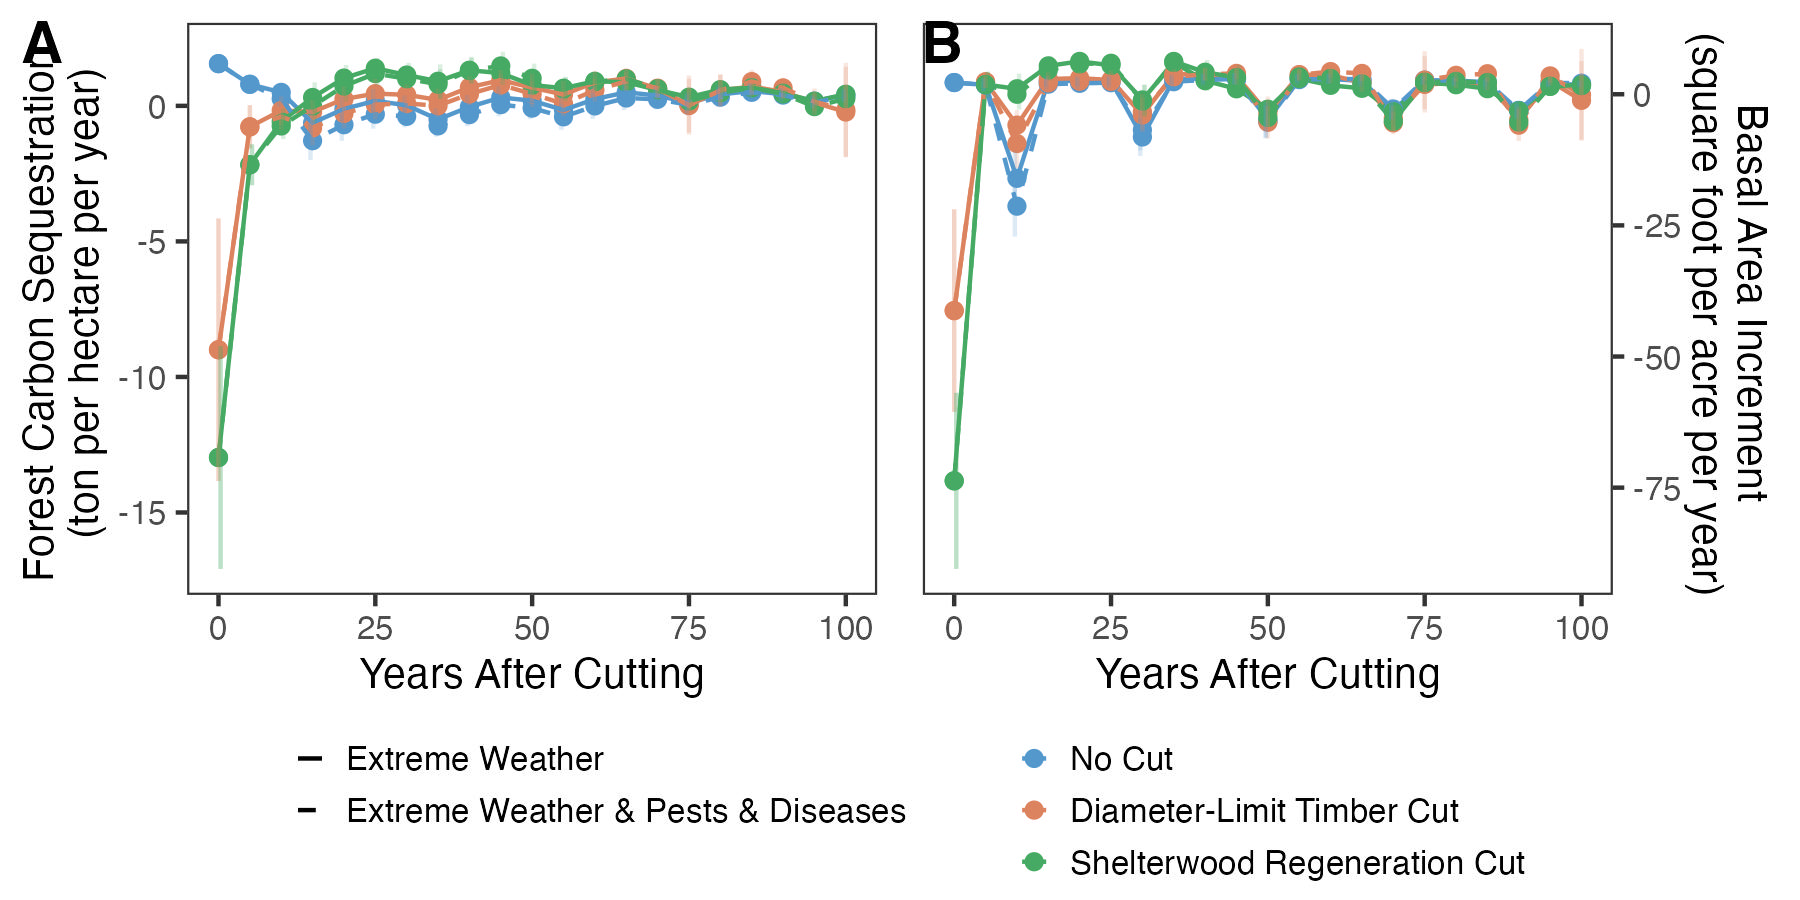 A
B
Forest Carbon Sequestration
(ton per hectare per year)
0
-5
-10
-15
0 25 50 75 100
Years After Cutting
0
-25
-50
-75
Basal Area Increment
(square foot per acre per year)
0 25 50 75 100
Years After Cutting
Extreme Weather
Extreme Weather & Pests & Diseases
No Cut
Diameter-Limit Timber Cut
Shelterwood Regeneration Cut